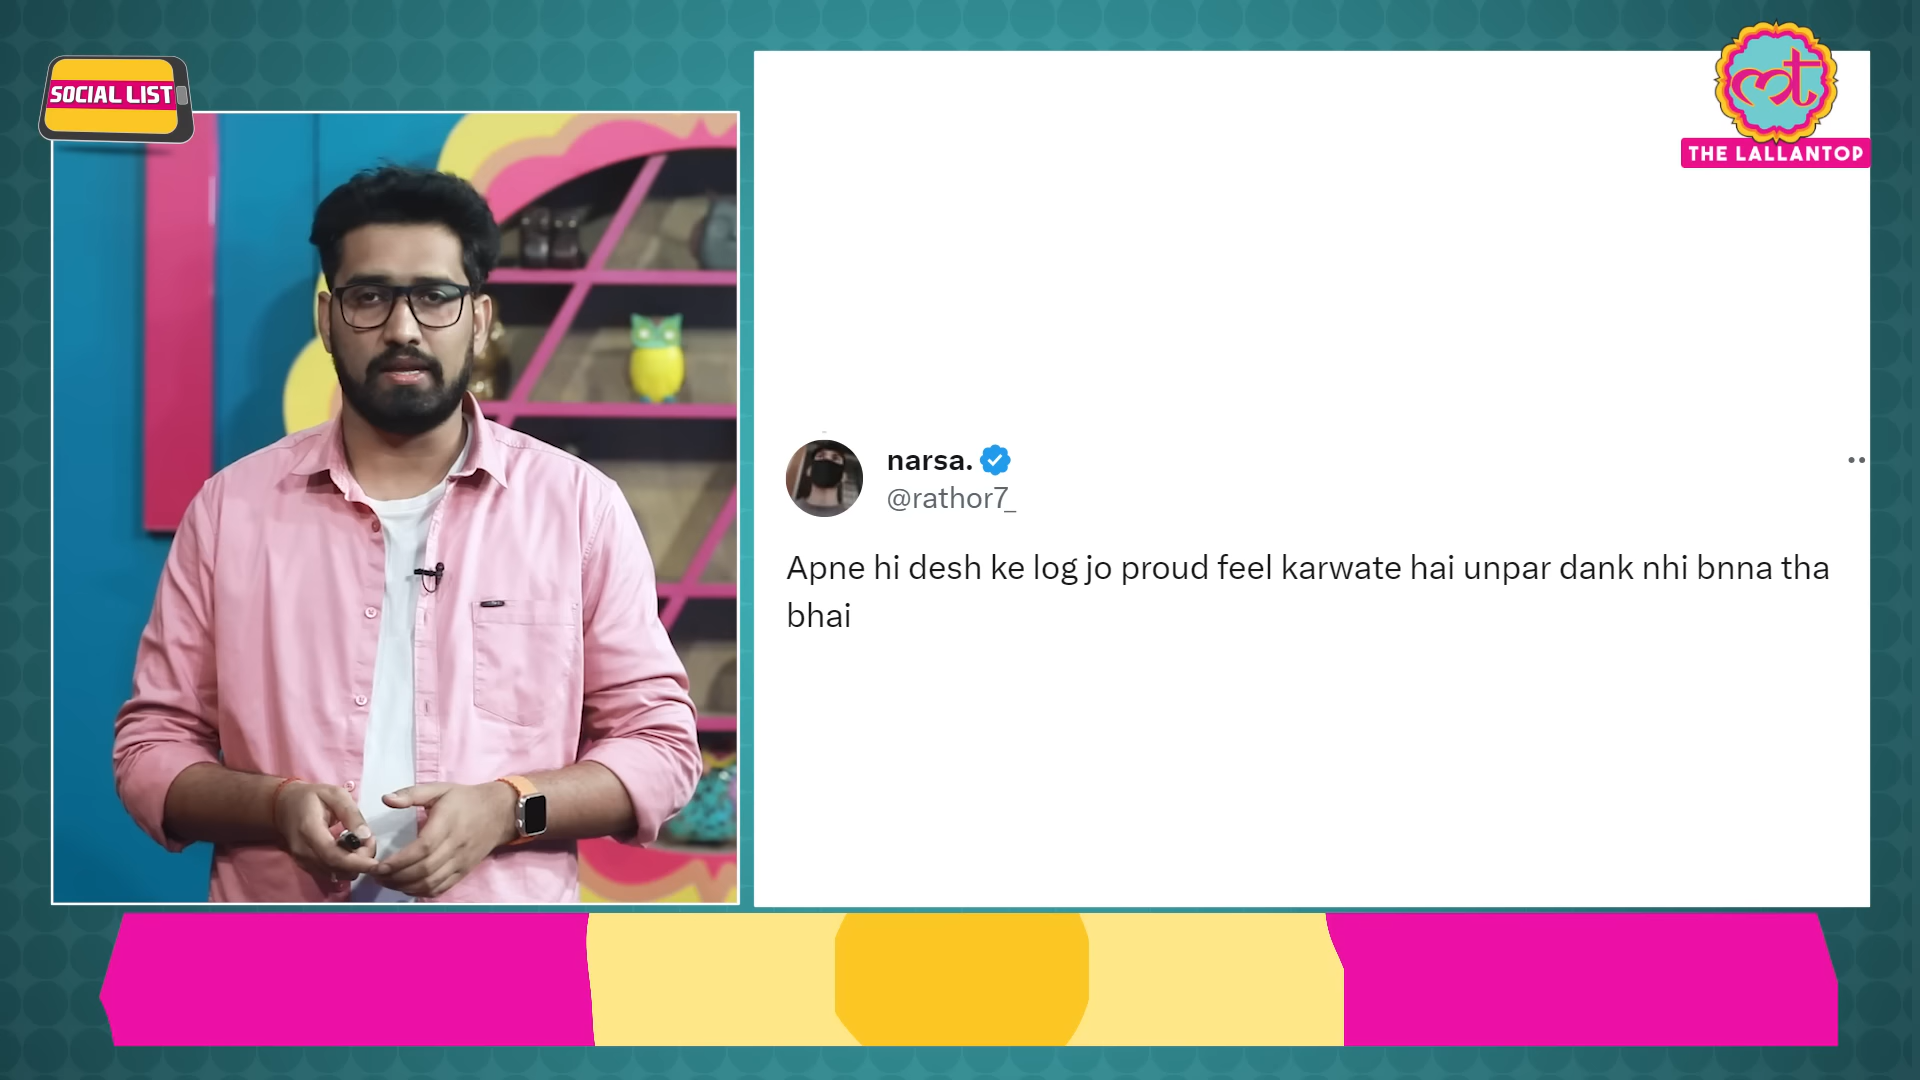 SOCIAL LIST
THE LALLANTOP
narsa.
@rathor7_
Apne hi desh ke log jo proud feel karwate hai unpar dank nhi bnna tha
bhai